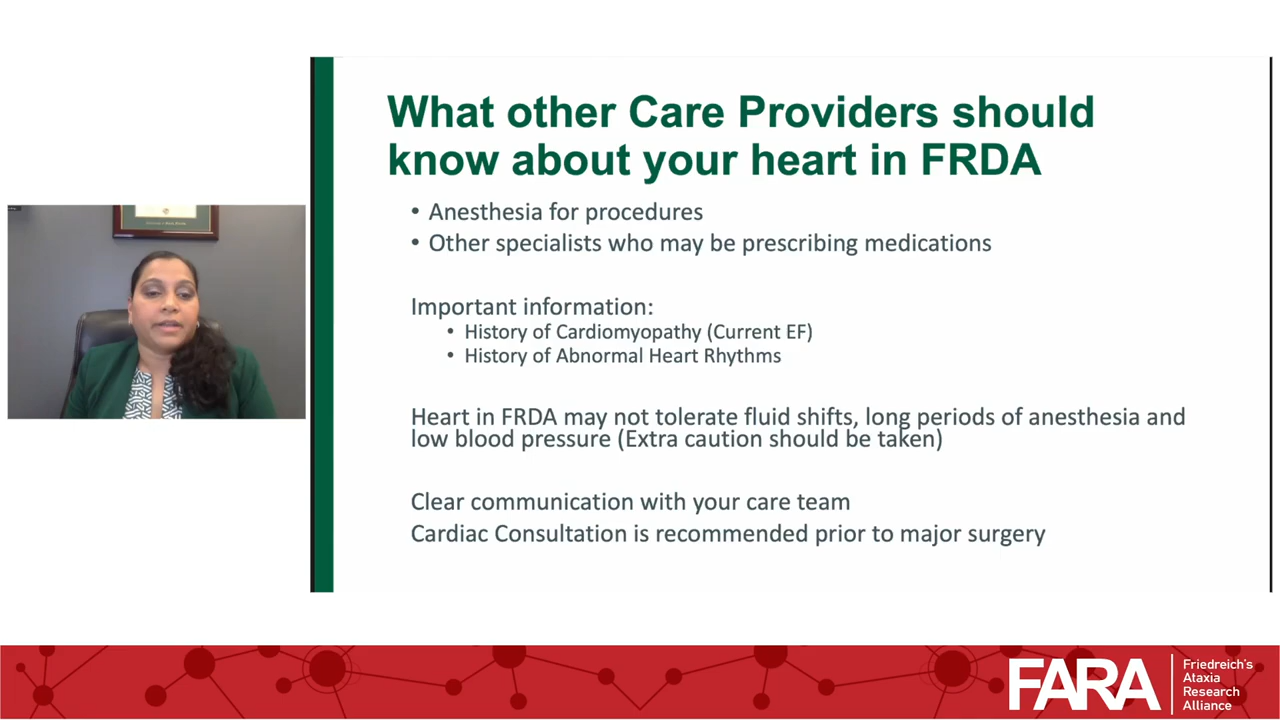 What other Care Providers should
know about your heart in FRDA
• Anesthesia for procedures
• Other specialists who may be prescribing medications
Important information:
• History of Cardiomyopathy (Current EF)
• History of Abnormal Heart Rhythms
Heart in FRDA may not tolerate fluid shifts, long periods of anesthesia and
low blood pressure (Extra caution should be taken)
Clear communication with your care team
Cardiac Consultation is recommended prior to major surgery
FARA
Friedreich's
Ataxia
Research
Alliance